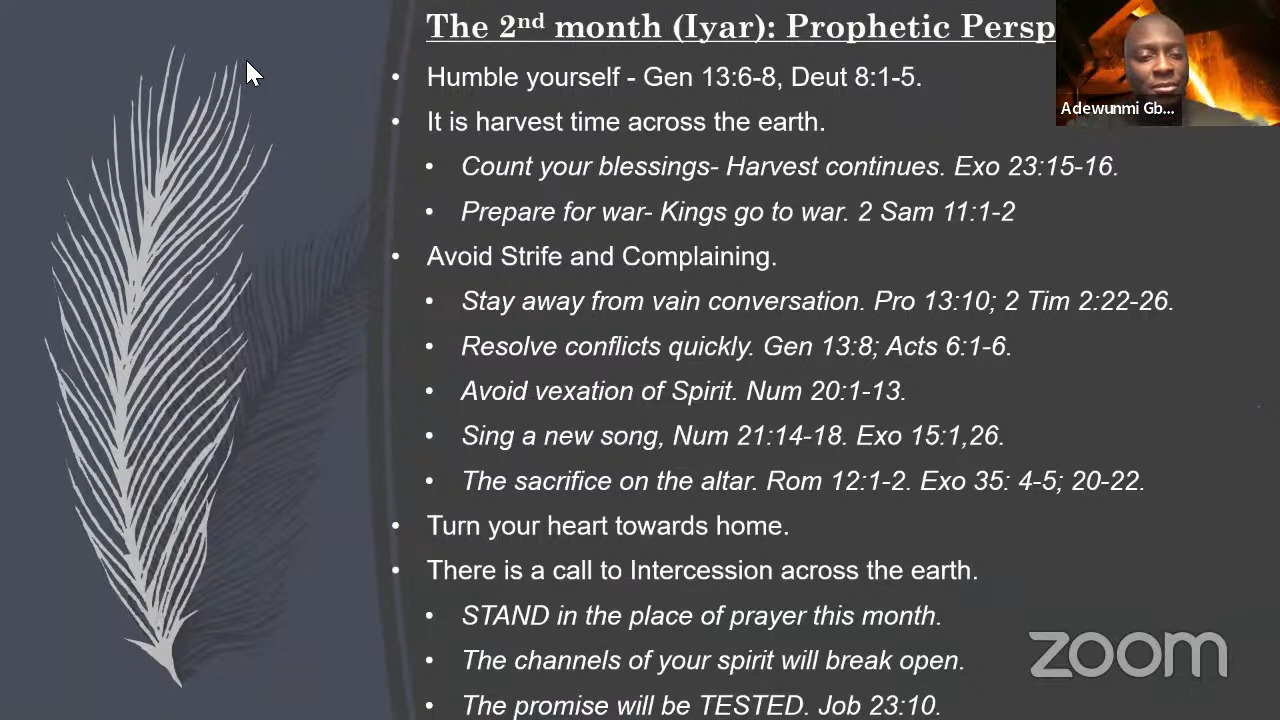 The 2nd month (Iyar): Prophetic Persp
• Humble yourself - Gen 13:6-8, Deut 8:1-5.
Adewunmi Gb...
• It is harvest time across the earth.
• Count your blessings- Harvest continues. Exo 23:15-16.
• Prepare for war- Kings go to war. 2 Sam 11:1-2
• Avoid Strife and Complaining.
• Stay away from vain conversation. Pro 13:10; 2 Tim 2:22-26.
• Resolve conflicts quickly. Gen 13:8; Acts 6:1-6.
• Avoid vexation of Spirit. Num 20:1-13.
• Sing a new song, Num 21:14-18. Exo 15:1,26.
• The sacrifice on the altar. Rom 12:1-2. Exo 35: 4-5; 20-22.
• Turn your heart towards home.
• There is a call to Intercession across the earth.
• STAND in the place of prayer this month.
• The channels of your spirit will break open.
zoom
• The promise will be TESTED. Job 23:10.